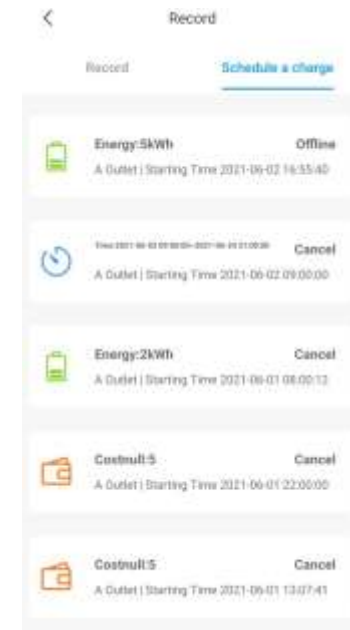 Record
Record Schedule a charge
Energy:5kWh Offline
A Outlet | Starting Time 2021-06-02 16:55:40
Cancel
A Outlet | Starting Time 2021-06-02 09:00:00
Energy:2kWh Cancel
A Outlet | Starting Time 2021-06-01 08:00:13
Costnull:5 Cancel
A Outlet | Starting Time 2021-06-01 22:00:00
Costnull:5 Cancel
A Outlet | Starting Time 2021-06-01 13:07:41